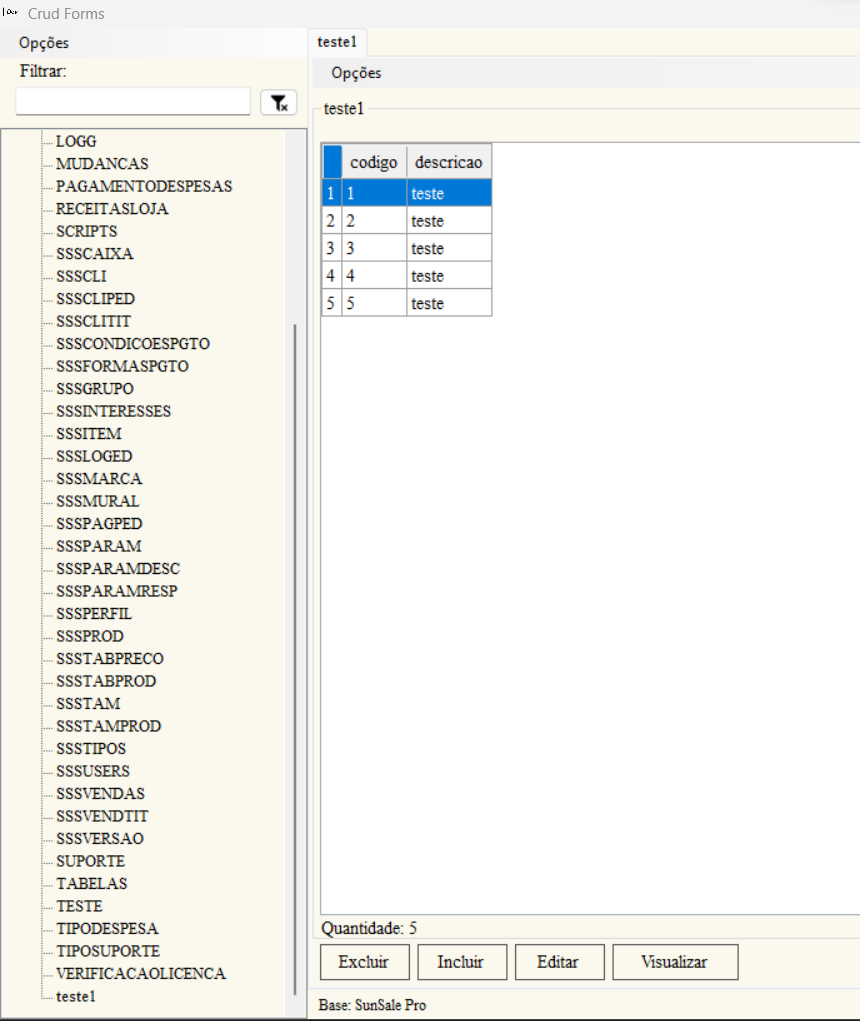 Crud Forms
Opções
Filtrar:
LOGG
MUDANCAS
PAGAMENTODESPESAS
RECEITASLOJA
SCRIPTS
SSSCAIXA
SSSCLI
SSSCLIPED
SSSCLITIT
SSSCONDICOESPGTO
SSSFORMASPGTO
SSSGRUPO
SSSINTERESSES
SSSITEM
SSSLOGED
SSSMARCA
SSSMURAL
SSSPAGPED
SSSPARAM
SSSPARAMDESC
SSSPARAMRESP
SSSPERFIL
SSSPROD
SSSTABPRECO
SSSTABPROD
SSSTAM
SSSTAMPROD
SSSTIPOS
SSSUSERS
SSSVENDAS
SSSVENDTIT
SSSVERSAO
SUPORTE
TABELAS
TESTE
TIPODESPESA
TIPOSUPORTE
VERIFICACAOLICENCA
teste1
teste1
Opções
teste1
codigo descricao
1 1 teste
2 2 teste
3 3 teste
4 4 teste
5 5 teste
Quantidade: 5
Excluir Incluir Editar Visualizar
Base: SunSale Pro